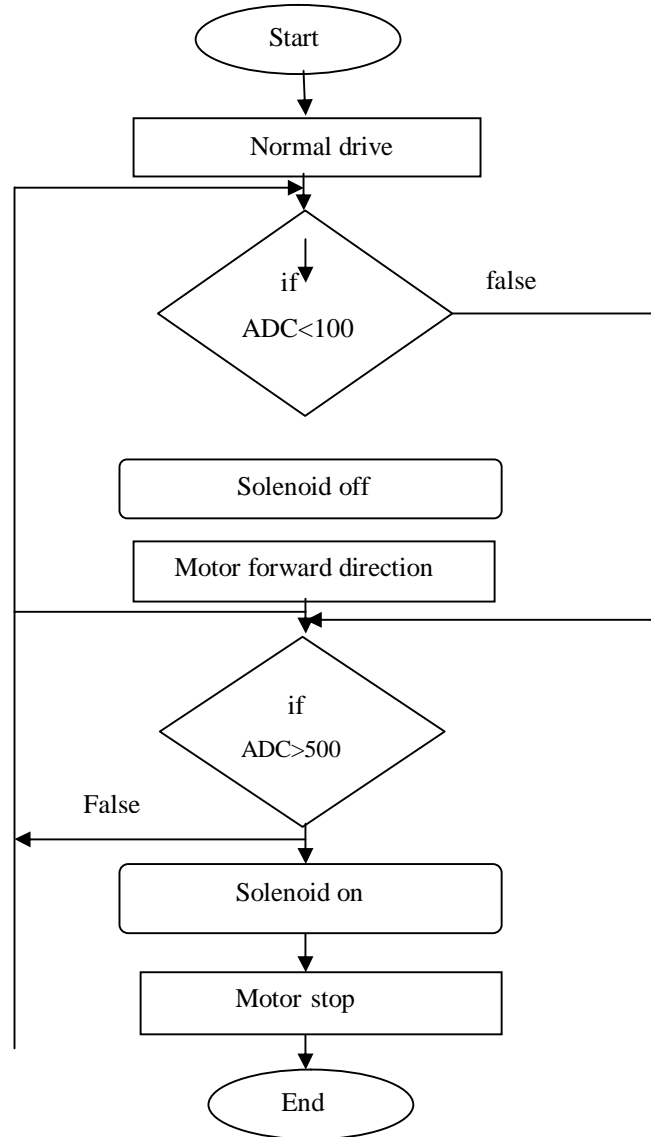 Start
Normal drive
if
false
ADC<100
Solenoid off
Motor forward direction
if
ADC>500
False
Solenoid on
Motor stop
End